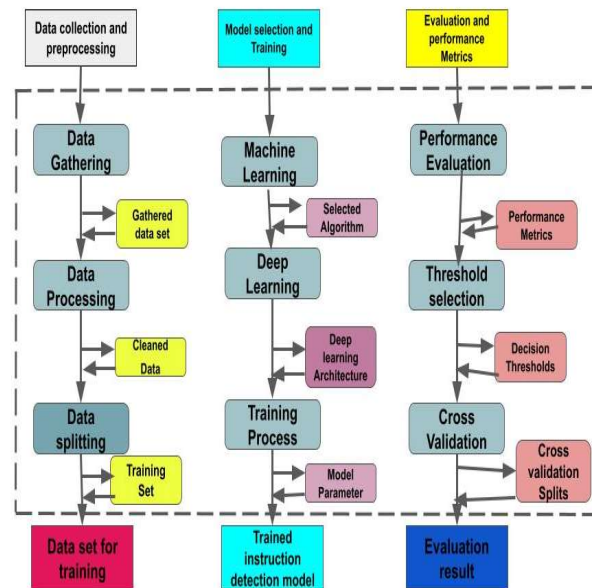 Data collection and
preprocessing
Model selection and
Training
Evaluation and
performance
Metrics
Data
Gathering
Gathered
data set
Data
Processing
Cleaned
Data
Data
splitting
Training
Set
Data set for
training
Machine
Learning
Selected
Algorithm
Deep
Learning
Deep
learning
Architecture
Training
Process
Model
Parameter
Trained
instruction
detection model
Performance
Evaluation
Performance
Metrics
Threshold
selection
Decision
Thresholds
Cross
Validation
Cross
validation
Splits
Evaluation
result